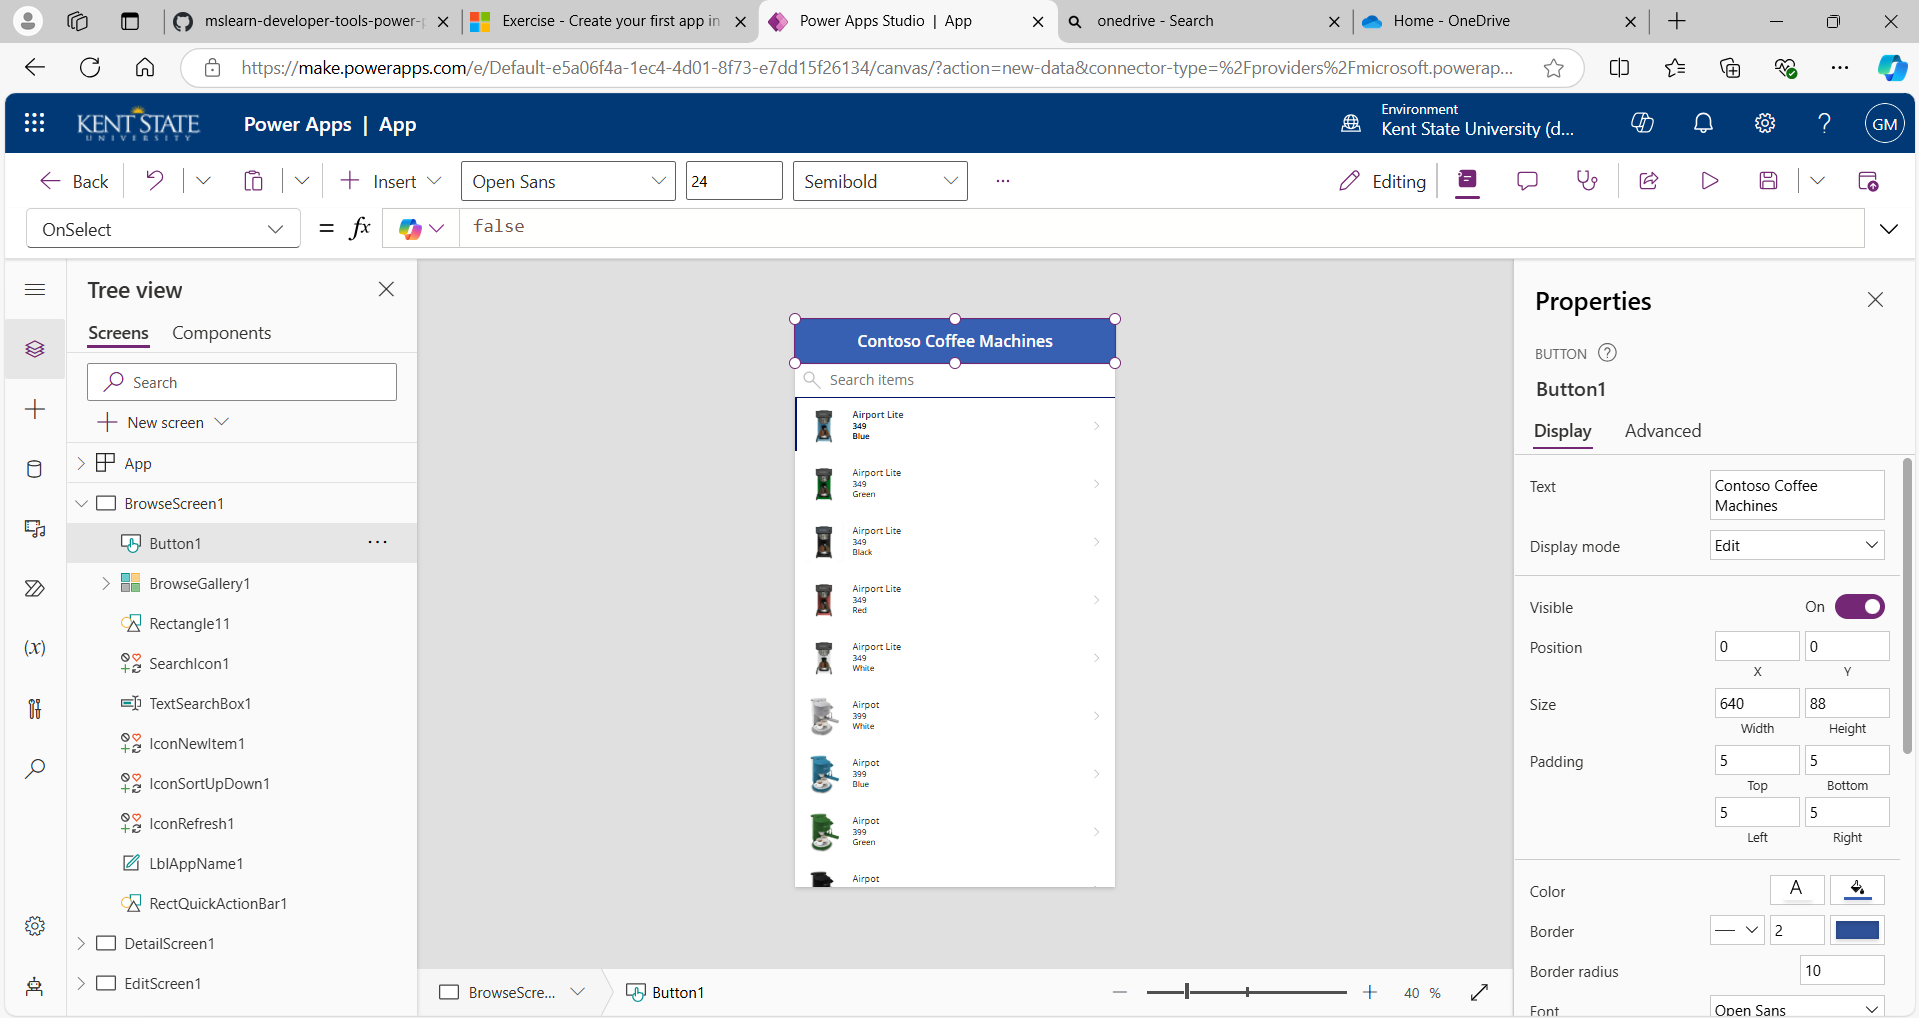 mslearn-developer-tools-power-p
Exercise - Create your first app in
Power Apps Studio | App
onedrive - Search
Home - OneDrive
https://make.powerapps.com/e/Default-e5a06f4a-1ec4-4d01-8f73-e7dd15f26134/canvas/?action=new-data&connector-type=%2Fproviders%2Fmicrosoft.powerap...
KENT STATE
UNIVERSITY
Power Apps | App
Environment
Kent State University (d...
GM
Back
Insert
Open Sans
24
Semibold
...
Editing
OnSelect
= fx
false
Tree view
Screens
Components
Search
New screen
App
BrowseScreen1
Button1
...
BrowseGallery1
Rectangle11
SearchIcon1
TextSearchBox1
IconNewItem1
IconSortUpDown1
IconRefresh1
LblAppName1
RectQuickActionBar1
DetailScreen1
EditScreen1
(x)
Contoso Coffee Machines
Search items
Airport Lite
349
Blue
Airport Lite
349
Green
Airport Lite
349
Black
Airport Lite
349
Red
Airport Lite
349
White
Airpot
399
White
Airpot
399
Blue
Airpot
399
Green
Airpot
BrowseScre...
Button1
40 %
Properties
BUTTON ?
Button1
Display
Advanced
Text
Contoso Coffee
Machines
Display mode
Edit
Visible
On
Position
0
0
X
Y
Size
640
88
Width
Height
Padding
5
5
Top
Bottom
5
5
Left
Right
Color
A
Border
2
Border radius
10
Font
Open Sans